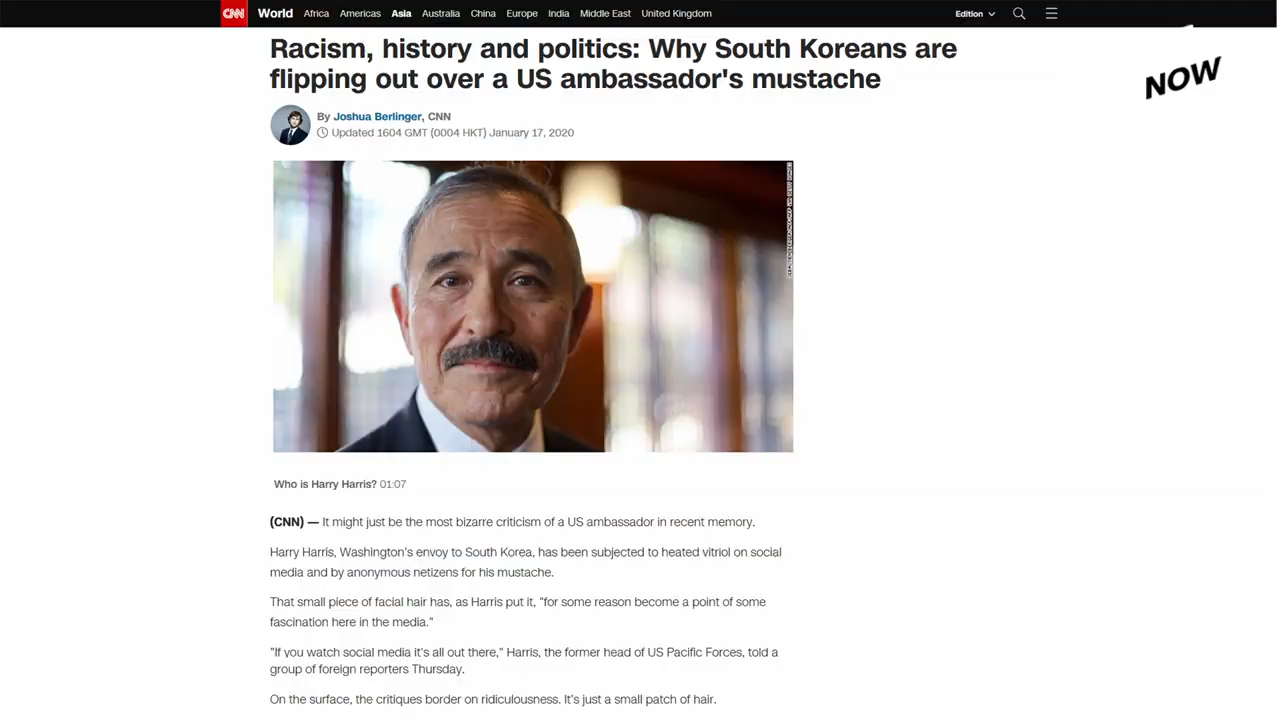 CNN World Africa Americas Asia Australia China Europe India Middle East United Kingdom Edition
Racism, history and politics: Why South Koreans are
flipping out over a US ambassador's mustache
NOW
By Joshua Berlinger, CNN
Updated 1604 GMT (0004 HKT) January 17, 2020
Who is Harry Harris? 01:07
(CNN) — It might just be the most bizarre criticism of a US ambassador in recent memory.
Harry Harris, Washington's envoy to South Korea, has been subjected to heated vitriol on social
media and by anonymous netizens for his mustache.
That small piece of facial hair has, as Harris put it, "for some reason become a point of some
fascination here in the media."
"If you watch social media it's all out there," Harris, the former head of US Pacific Forces, told a
group of foreign reporters Thursday.
On the surface, the critiques border on ridiculousness. It's just a small patch of hair.